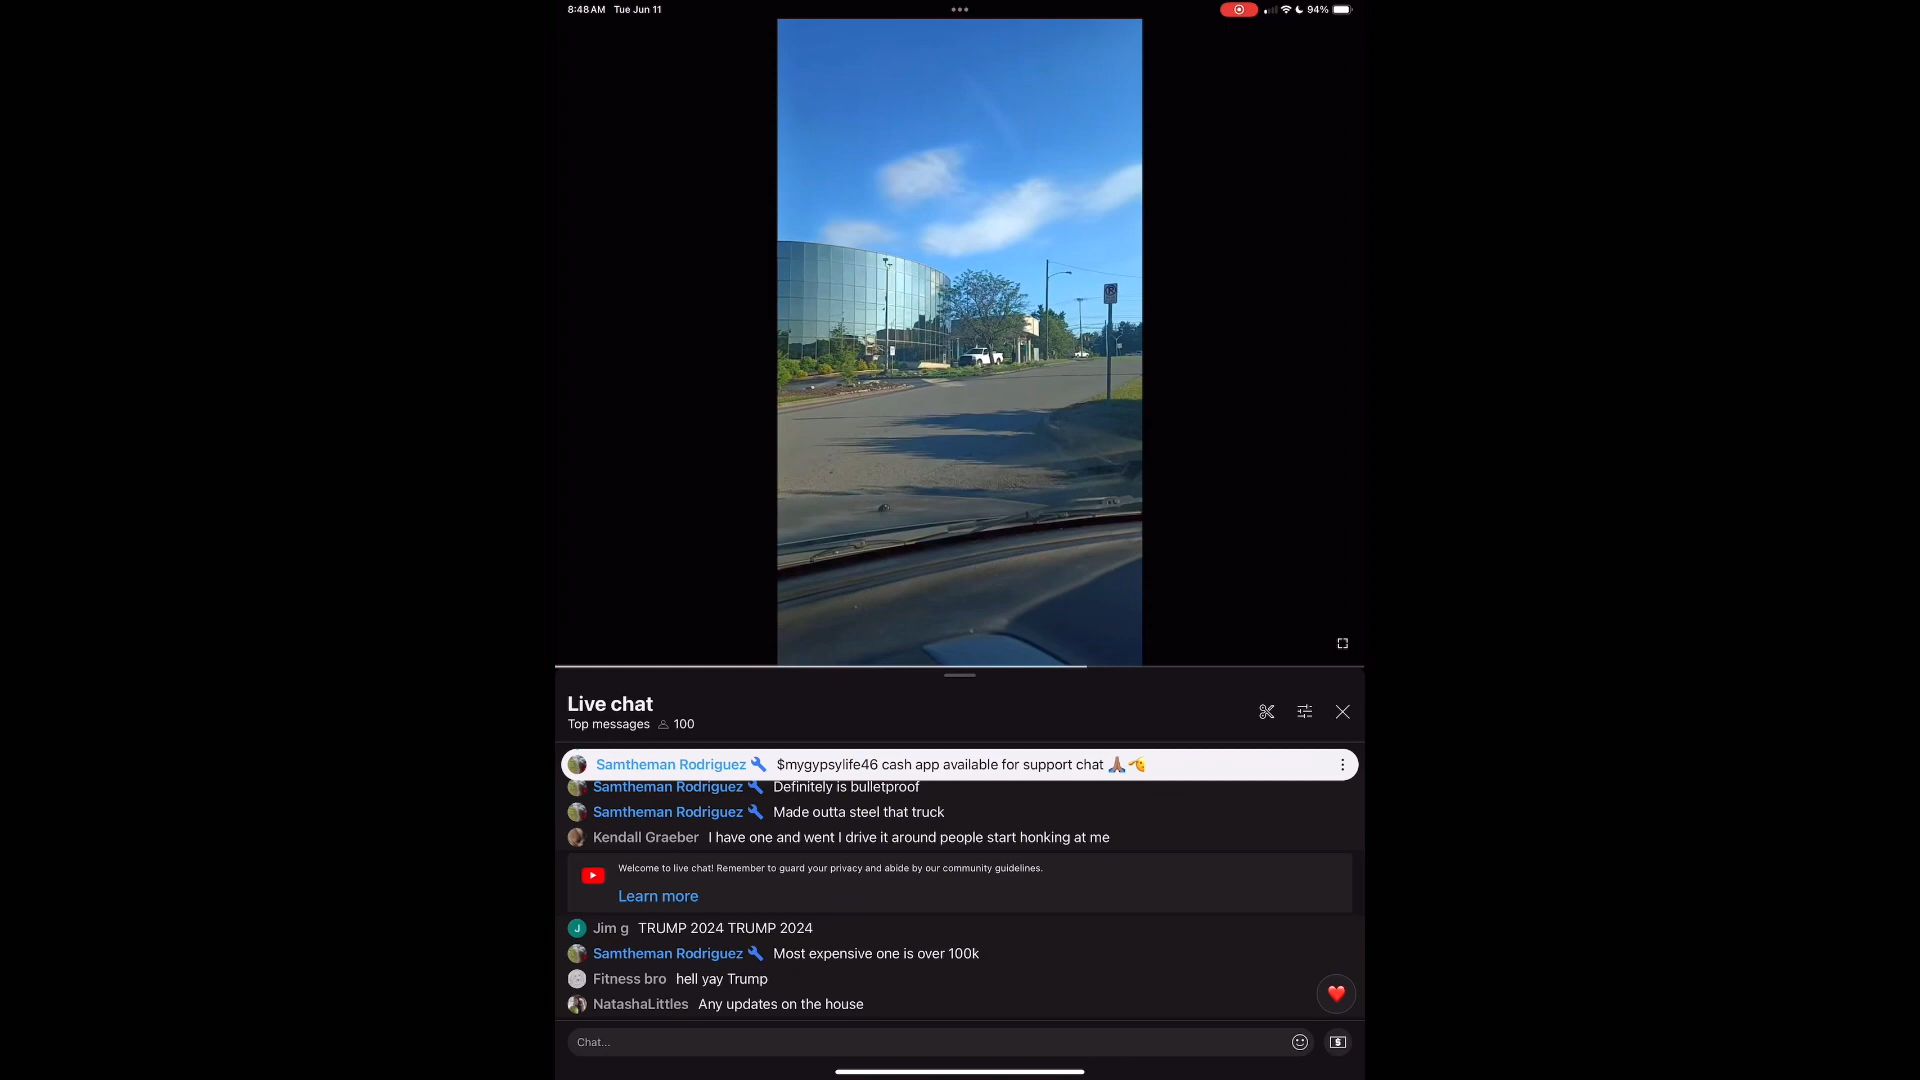 8:48 AM Tue Jun 11
94%
Live chat
Top messages 100
Samtheman Rodriguez $mygypsylife46 cash app available for support chat 🙏🏽🫡
Samtheman Rodriguez Definitely is bulletproof
Samtheman Rodriguez Made outta steel that truck
Kendall Graeber I have one and went I drive it around people start honking at me
Welcome to live chat! Remember to guard your privacy and abide by our community guidelines.
Learn more
J Jim g TRUMP 2024 TRUMP 2024
Samtheman Rodriguez Most expensive one is over 100k
Fitness bro hell yay Trump
NatashaLittles Any updates on the house
Chat...